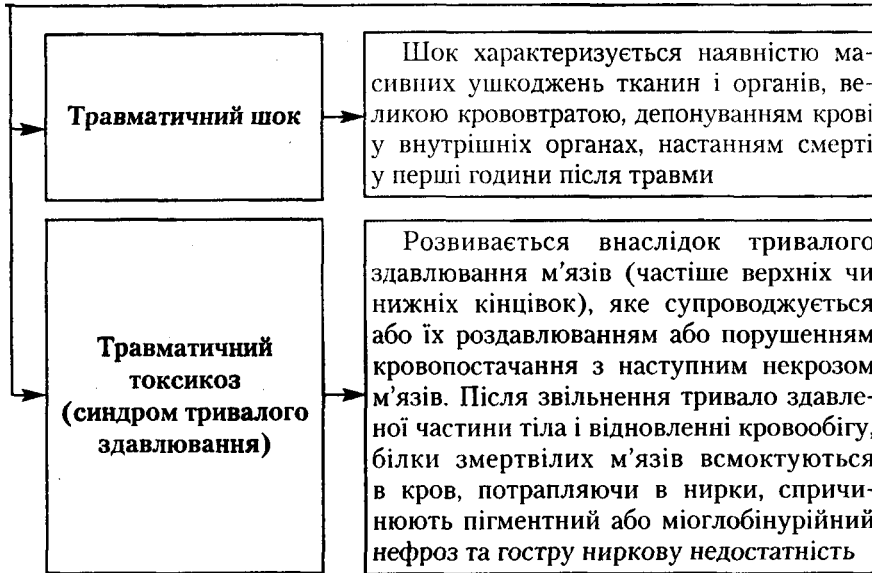 Травматичний шок
Шок характеризується наявністю ма-
сивних ушкоджень тканин і органів, ве-
ликою крововтратою, депонуванням крові
у внутрішніх органах, настанням смерті
у перші години після травми
Травматичний
токсикоз
(синдром тривалого
здавлювання)
Розвивається внаслідок тривалого
здавлювання м’язів (частіше верхніх чи
нижніх кінцівок), яке супроводжується
або їх роздавлюванням або порушенням
кровопостачання з наступним некрозом
м’язів. Після звільнення тривало здавле-
ної частини тіла і відновленні кровообігу,
білки змертвілих м’язів всмоктуються
в кров, потрапляючи в нирки, спричи-
нюють пігментний або міоглобінурійний
нефроз та гостру ниркову недостатність